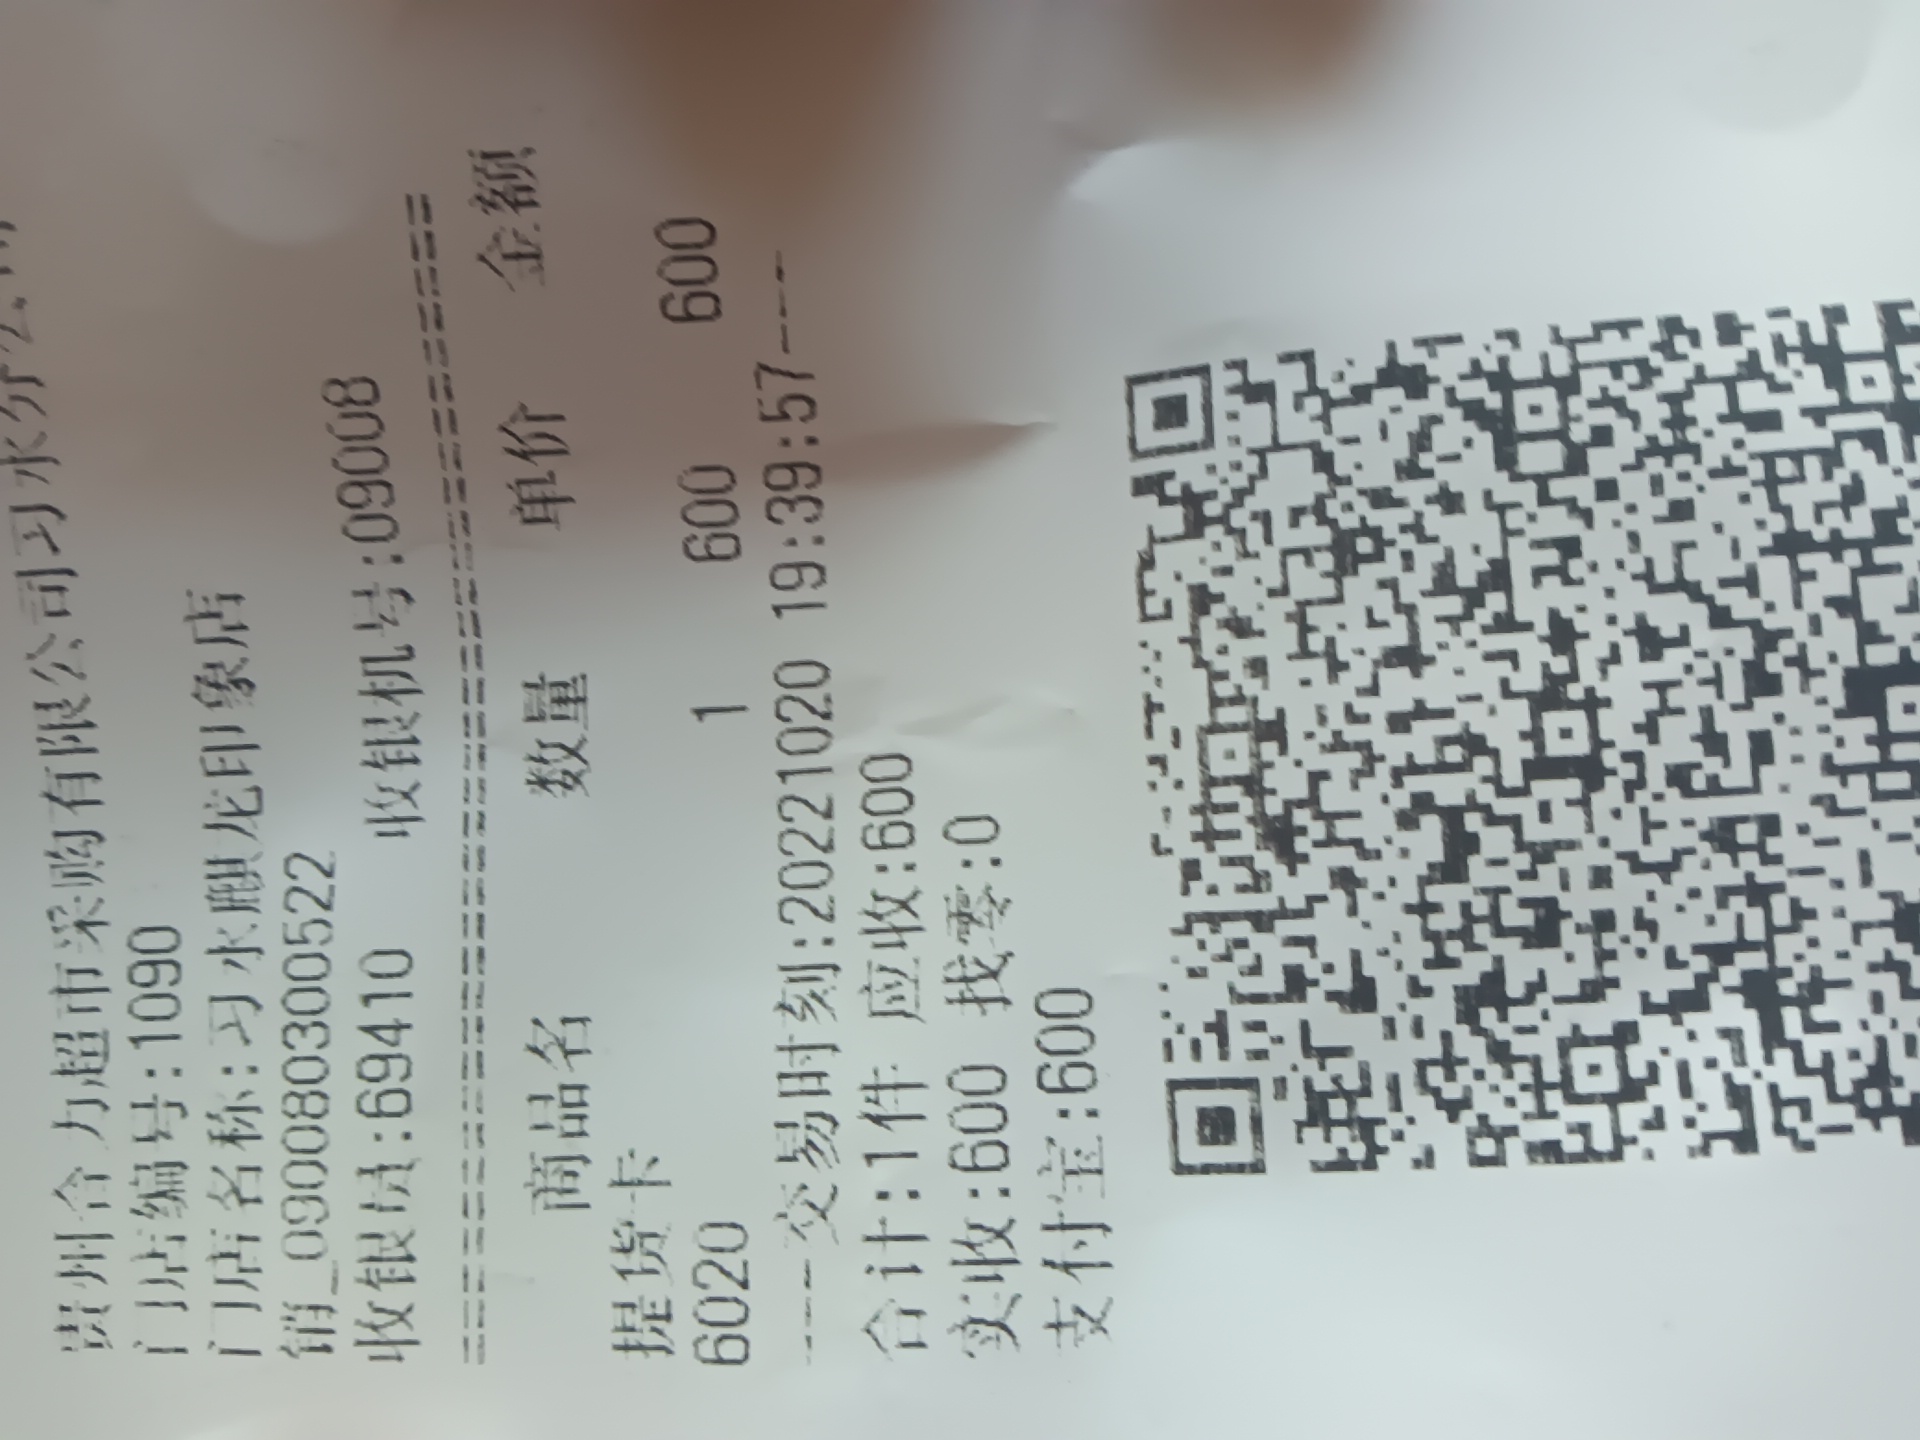 贵州合力超市采购有限公司习水分公司
门店编号:1090
门店名称:习水麒龙印象店
销_09008030052​2
收银员:69410 收银机号:09008
==========================================
商品名 数量 单价 金额
提货卡
6020 1 600 600
----交易时刻:20221020 19:39:57----
合计:1件 应收:600
实收:600 找零:0
支付宝:600